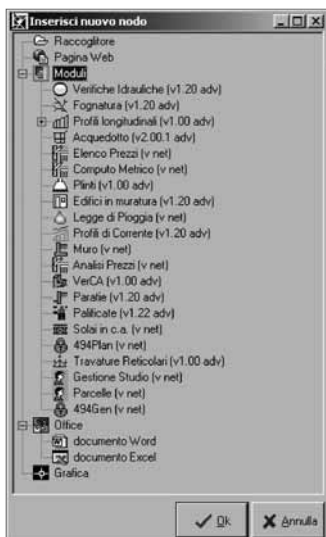 Inserisci nuovo nodo
Raccoglitore
Pagina Web
Moduli
Verifiche Idrauliche (v1.20 adv)
Fognatura (v1.20 adv)
Profili longitudinali (v1.00 adv)
Acquedotto (v2.00.1 adv)
Elenco Prezzi (v net)
Computo Metrico (v net)
Plinti (v1.00 adv)
Edifici in muratura (v1.20 adv)
Legge di Pioggia (v net)
Profili di Corrente (v1.20 adv)
Muro (v net)
Analisi Prezzi (v net)
VerCA (v1.00 adv)
Paratie (v1.20 adv)
Palificate (v1.22 adv)
Solai in c.a. (v net)
494Plan (v net)
Travature Reticolari (v1.00 adv)
Gestione Studio (v net)
Parcelle (v net)
494Gen (v net)
Office
documento Word
documento Excel
Grafica
Ok Annulla